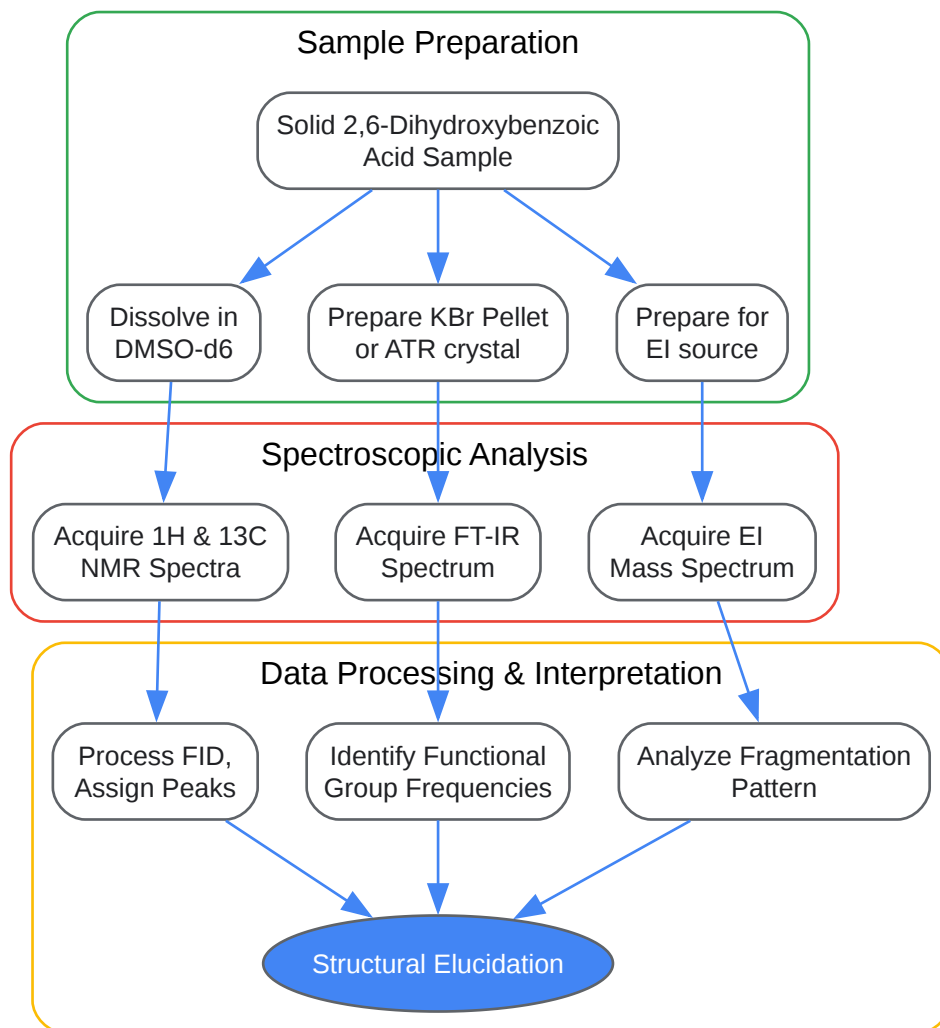 Sample Preparation
Solid 2,6-Dihydroxybenzoic
Acid Sample
Dissolve in
DMSO-d6
Prepare KBr Pellet
or ATR crystal
Prepare for
EI source
Spectroscopic Analysis
Acquire 1H & 13C
NMR Spectra
Acquire FT-IR
Spectrum
Acquire EI
Mass Spectrum
Data Processing & Interpretation
Process FID,
Assign Peaks
Identify Functional
Group Frequencies
Analyze Fragmentation
Pattern
Structural Elucidation